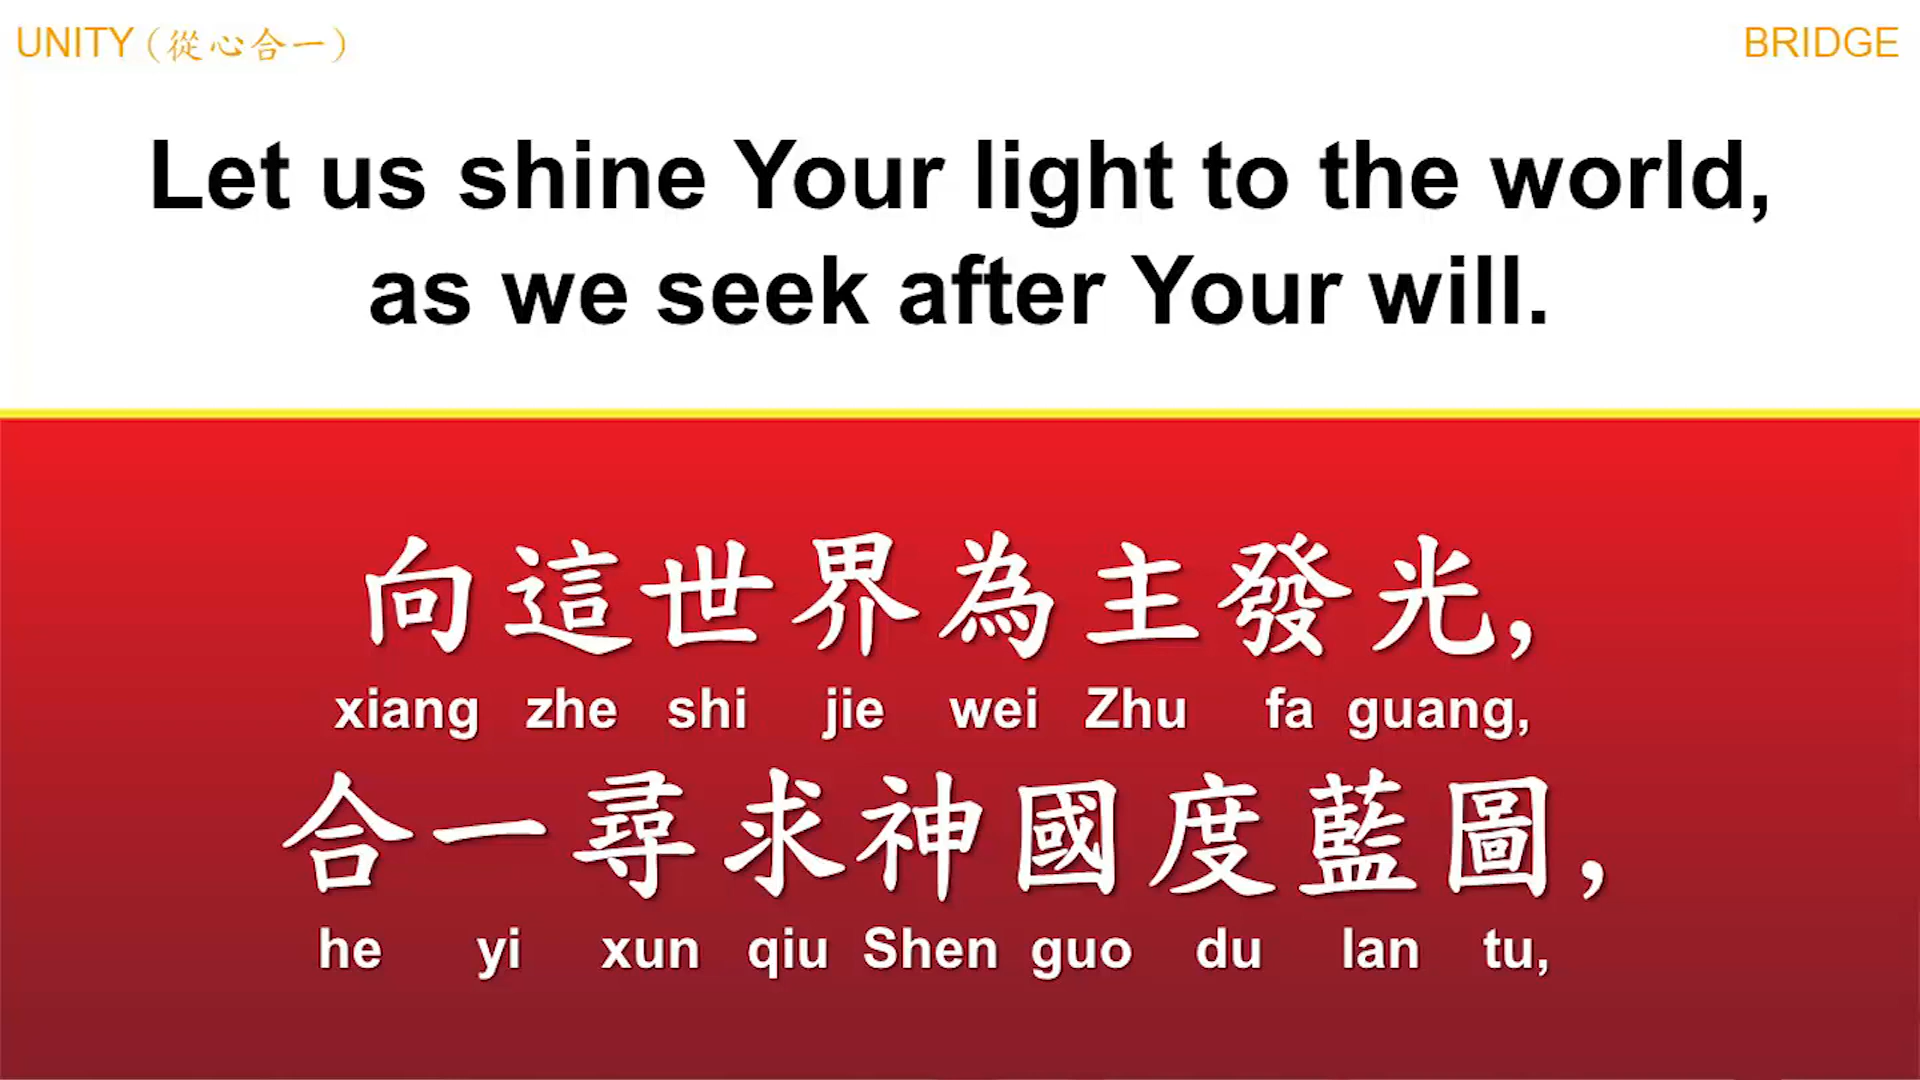 UNITY (從心合一)
BRIDGE
Let us shine Your light to the world,
as we seek after Your will.
向這世界為主發光,
xiang zhe shi jie wei Zhu fa guang,
合一尋求神國度藍圖,
he yi xun qiu Shen guo du lan tu,